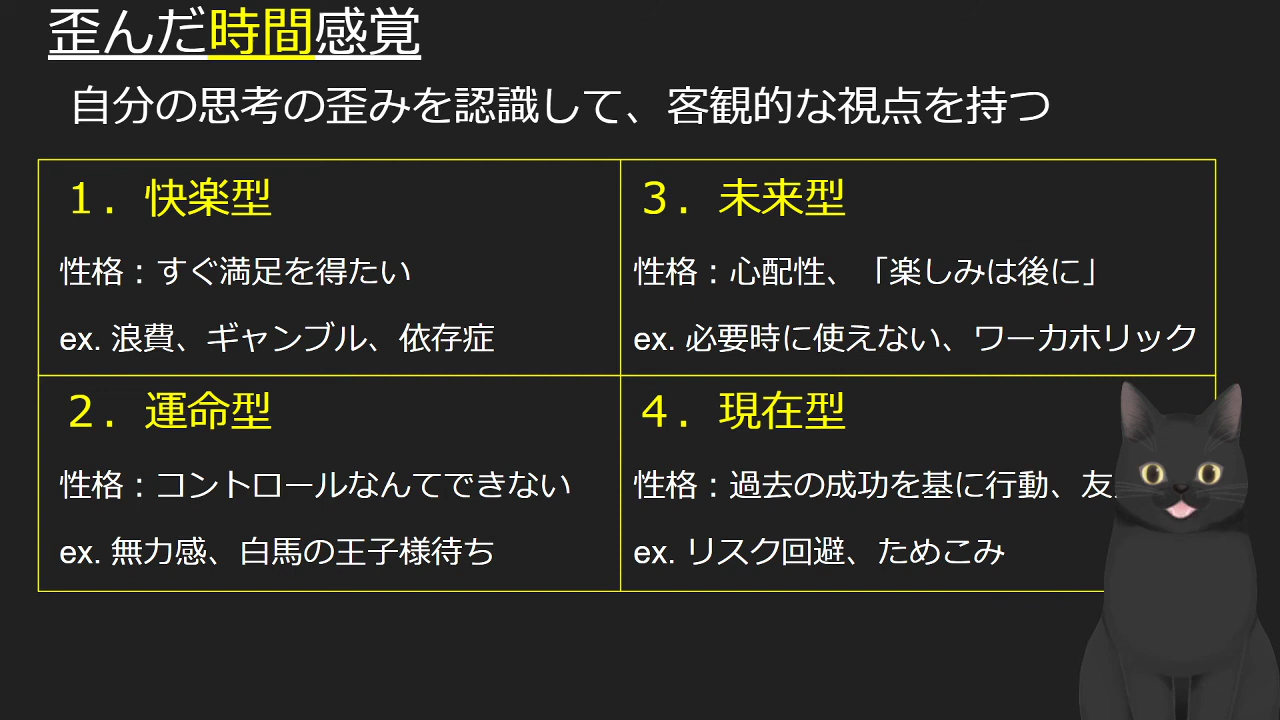 歪んだ時間感覚
自分の思考の歪みを認識して、客観的な視点を持つ
１．快楽型
性格：すぐ満足を得たい
ex. 浪費、ギャンブル、依存症
２．運命型
性格：コントロールなんてできない
ex. 無力感、白馬の王子様待ち
３．未来型
性格：心配性、「楽しみは後に」
ex. 必要時に使えない、ワーカホリック
４．現在型
性格：過去の成功を基に行動、友
ex. リスク回避、ためこみ